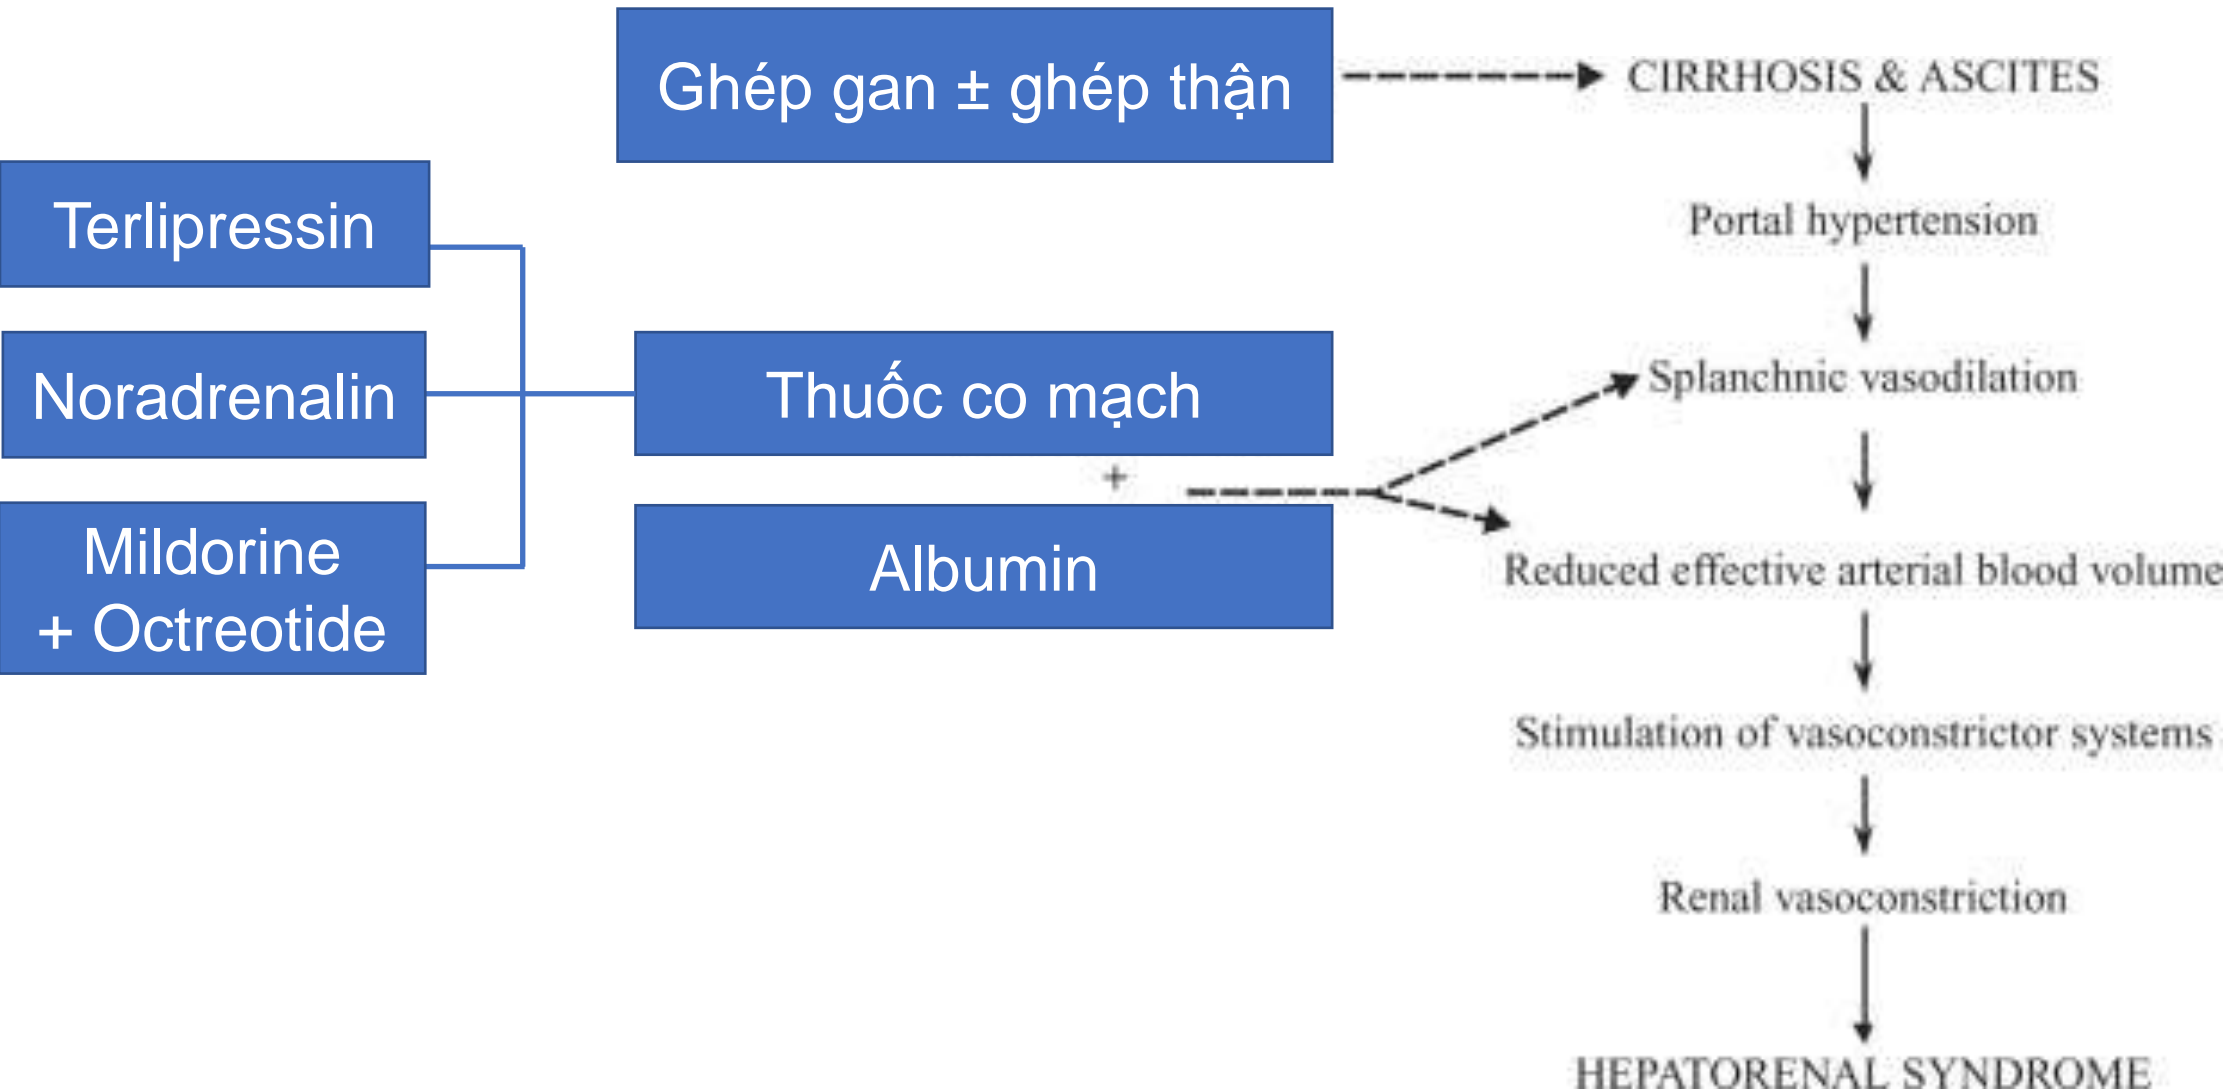 Ghép gan ± ghép thận
Terlipressin
Noradrenalin
Mildorine
+ Octreotide
Thuốc co mạch
+
Albumin
CIRRHOSIS & ASCITES
Portal hypertension
Splanchnic vasodilation
Reduced effective arterial blood volume
Stimulation of vasoconstrictor systems
Renal vasoconstriction
HEPATORENAL SYNDROME